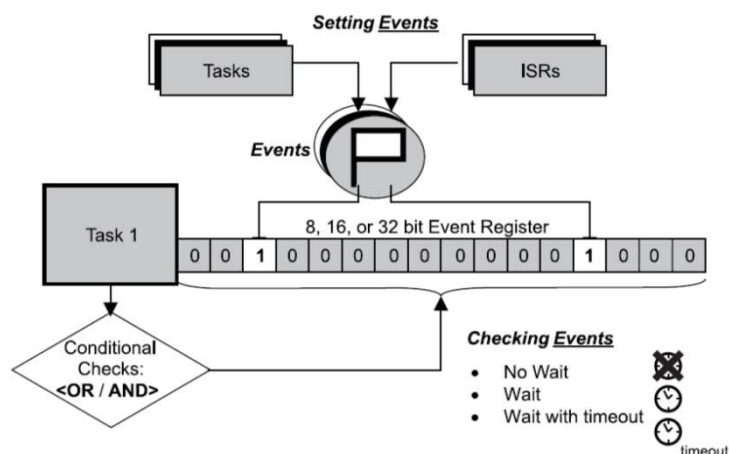 Setting Events
Tasks
ISRs
Events
8, 16, or 32 bit Event Register
Task 1
0 0 1 0 0 0 0 0 0 0 0 0 1 0 0 0
Conditional
Checks:
<OR / AND>
Checking Events
• No Wait
• Wait
• Wait with timeout
timeout